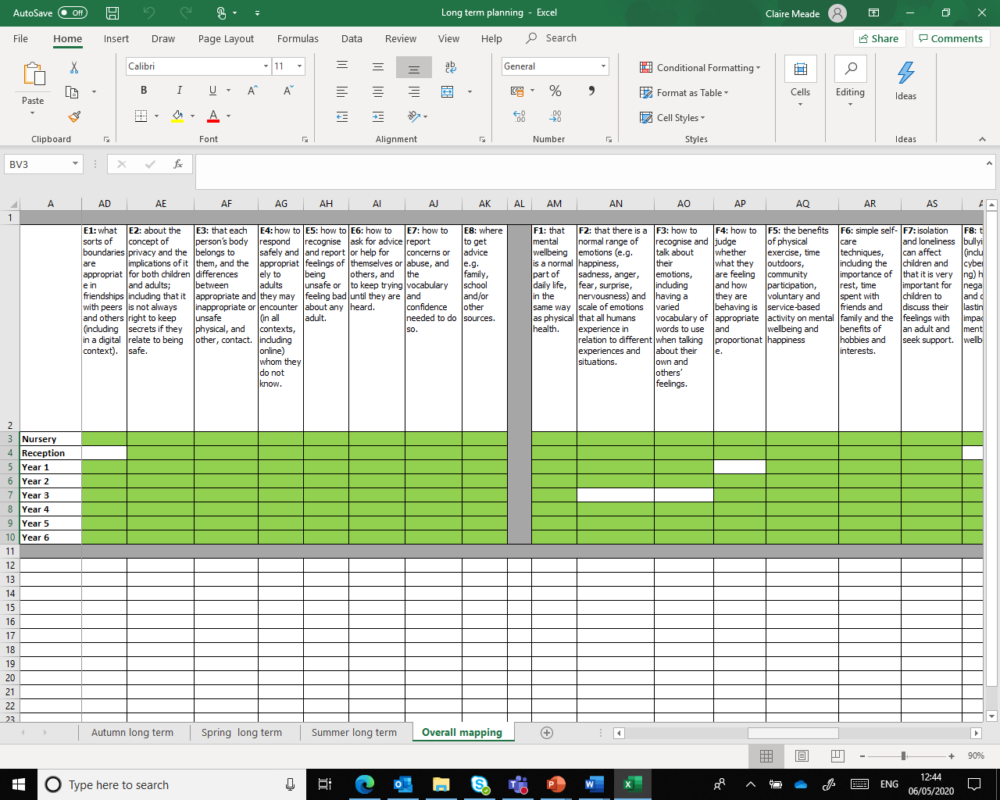 AutoSave Off
Long term planning - Excel
Claire Meade
File Home Insert Draw Page Layout Formulas Data Review View Help Search
Share Comments
Paste
Clipboard
Calibri 11
B I U A A
A
Font
ab
c
Alignment
General
% 9
.00
.00
Number
Conditional Formatting
Format as Table
Cell Styles
Styles
Cells
Editing
Ideas
Ideas
BV3
fx
A AD AE AF AG AH AI AJ AK AL AM AN AO AP AQ AR AS A
1
E1: what
sorts of
boundaries
are
appropriat
e in
friendships
with peers
and others
(including
in a digital
context).
E2: about the
concept of
privacy and the
implications of it
for both children
and adults;
including that it
is not always
right to keep
secrets if they
relate to being
safe.
E3: that each
person's body
belongs to
them, and the
differences
between
appropriate and
inappropriate or
unsafe
physical, and
other, contact.
E4: how to
respond
safely and
appropriat
ely to
adults
they may
encounter
(in all
contexts,
including
online)
whom they
do not
know.
E5: how to
recognise
and report
feelings of
being
unsafe or
feeling bad
about any
adult.
E6: how to
ask for advice
or help for
themselves or
others, and
to keep trying
until they are
heard.
E7: how to
report
concerns or
abuse, and
the
vocabulary
and
confidence
needed to do
so.
E8: where
to get
advice
e.g.
family,
school
and/or
other
sources.
F1: that
mental
wellbeing
is a normal
part of
daily life,
in the
same way
as physical
health.
F2: that there is a
normal range of
emotions (e.g.
happiness,
sadness, anger,
fear, surprise,
nervousness) and
scale of emotions
that all humans
experience in
relation to different
experiences and
situations.
F3: how to
recognise and
talk about
their
emotions,
including
having a
varied
vocabulary of
words to use
when talking
about their
own and
others'
feelings.
F4: how to
judge
whether
what they
are feeling
and how
they are
behaving is
appropriate
and
proportionat
e.
F5: the benefits
of physical
exercise, time
outdoors,
community
participation,
voluntary and
service-based
activity on mental
wellbeing and
happiness
F6: simple self-
care
techniques,
including the
importance of
rest, time
spent with
friends and
family and the
benefits of
hobbies and
interests.
F7: isolation
and loneliness
can affect
children and
that it is very
important for
children to
discuss their
feelings with
an adult and
seek support.
F8: t
bullyi
(inclu
cyber
ng) h
negat
and c
lastin
impac
ment
wellb
2
3 Nursery
4 Reception
5 Year 1
6 Year 2
7 Year 3
8 Year 4
9 Year 5
10 Year 6
11
12
13
14
15
16
17
18
19
20
21
22
23
Autumn long term Spring long term Summer long term Overall mapping
90%
Type here to search
ENG
12:44
06/05/2020